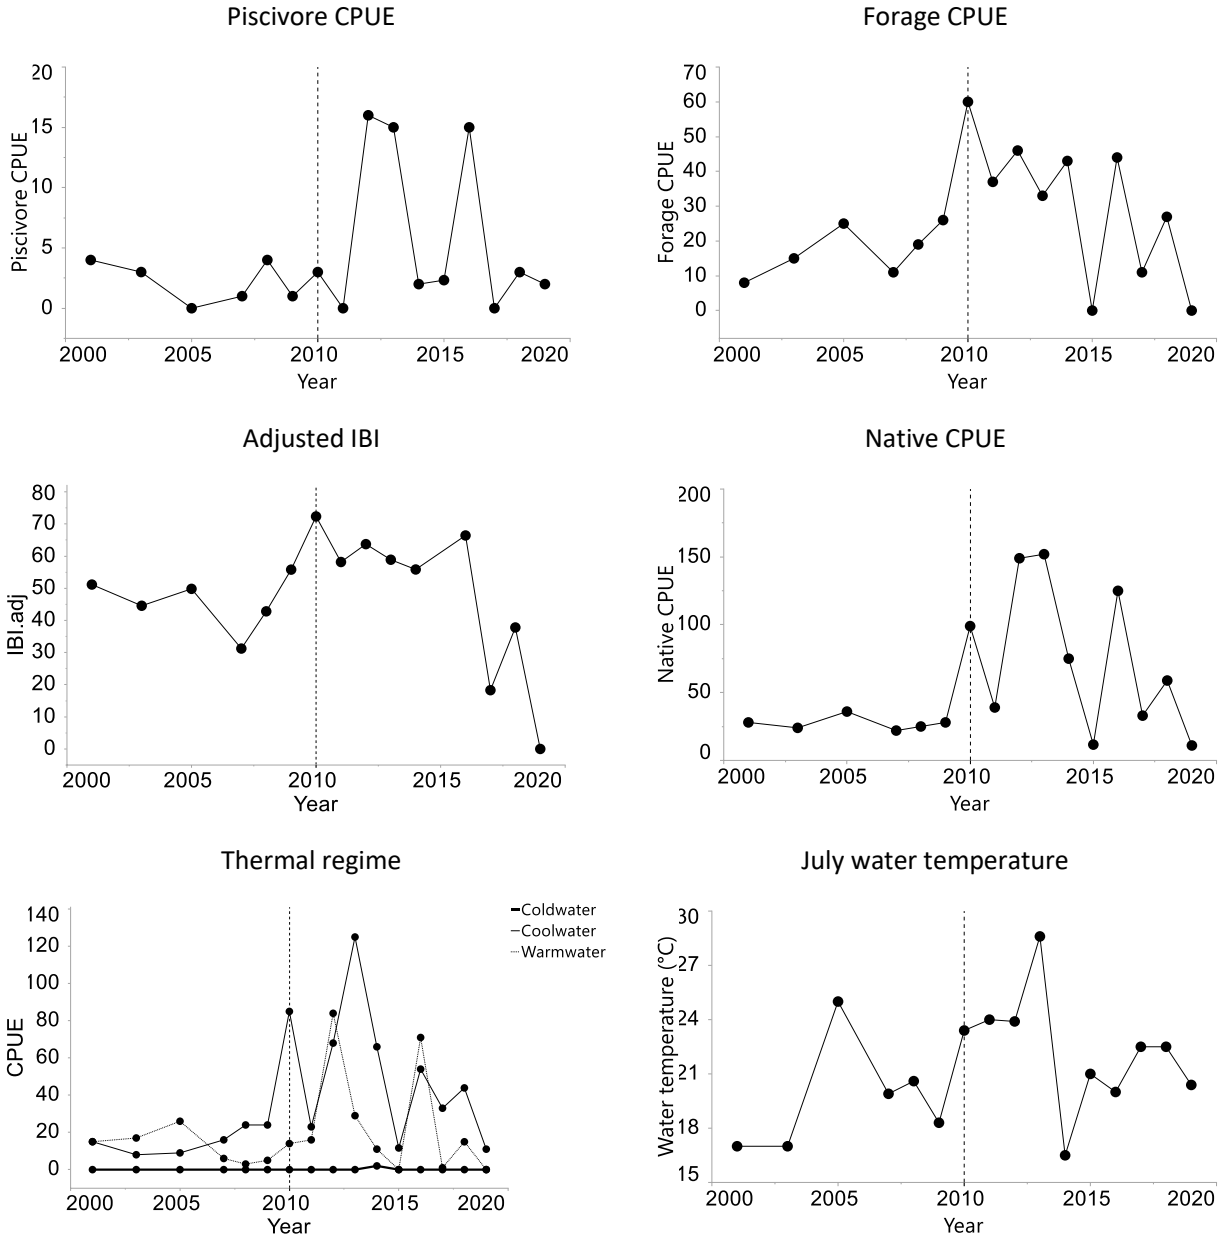 Piscivore CPUE
Forage CPUE
20
15
10
5
0
Piscivore CPUE
2000 2005 2010 2015 2020
Year
70
60
50
40
30
20
10
0
Forage CPUE
2000 2005 2010 2015 2020
Year
Adjusted IBI
Native CPUE
80
70
60
50
40
30
20
10
0
IBI.adj
2000 2005 2010 2015 2020
Year
200
150
100
50
0
Native CPUE
2000 2005 2010 2015 2020
Year
Thermal regime
July water temperature
140
120
100
80
60
40
20
0
CPUE
2000 2005 2010 2015 2020
Year
Coldwater
Coolwater
Warmwater
30
27
24
21
18
15
Water temperature (°C)
2000 2005 2010 2015 2020
Year